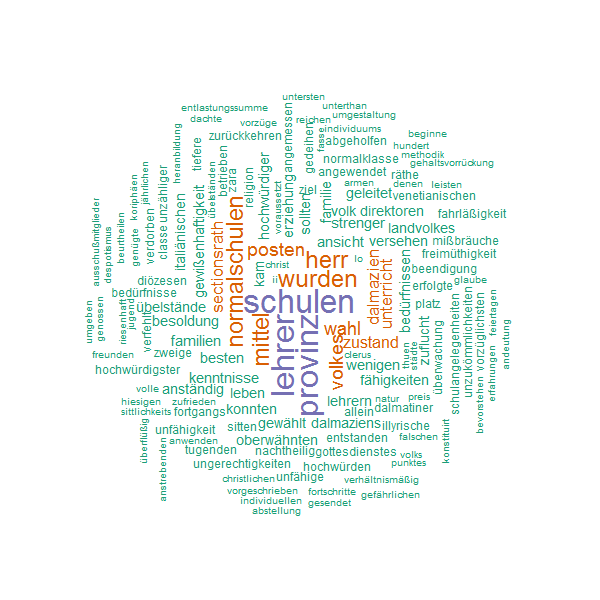 untersten
entlastungssumme
unterthan
vorzüge
umgestaltung
dachte
reichen
individuums
beginne
zurückkehren
abgeholfen
hundert
heranbildung
tiefere
angemessen
fasse
methodik
gedeihen
normalklasse
gehaltsvorrückung
betrieben
zara
religion
hochwürdiger
erziehung
ziel
angewendet
räthe
armen
denen
leisten
familie
geleitet
venetianischen
jährlichen
koriphäen
classe
unzähliger
italiänischen
gewißenhaftigkeit
übelständen
voraussetzt
sollten
volk
direktoren
fahrläßigkeit
ausschußmitglieder
despotismus
beurtheilen
genügte
verdorben
sectionsrath
normalschulen
strenger
landvolkes
posten
ansicht
versehen
mißbräuche
herr
lo
freimüthigkeit
kam
christ
diözesen
ii
wurden
dalmazien
unterricht
bedürfnissen
beendigung
glaube
erfolgte
bedürfnisse
schulen
platz
übelstände
besoldung
mittel
lehrer
provinz
wahl
zustand
zuflucht
überwachung
schulangelegenheiten
unzukömmlichkeiten
vorzüglichsten
feiertagen
andeutung
umgeben
genossen
riesenhaft
jugend
verfehlt
familien
volkes
clerus
thuen
städte
erfahrungen
bevorstehen
freunden
zweige
besten
wenigen
hochwürdigster
kenntnisse
fähigkeiten
volle
anständig
leben
lehrern
natur
preis
hiesigen
zufrieden
sittlichkeits
fortgangs
konnten
allein
dalmatiner
unfähigkeit
sitten
gewählt
dalmaziens
illyrische
überflüßig
anwenden
oberwähnten
entstanden
falschen
konstituirt
tugenden
nachtheilig
gottesdienstes
volks
anstrebenden
ungerechtigkeiten
hochwürden
punktes
christlichen
unfähige
verhältnismäßig
vorgeschrieben
fortschritte
gefährlichen
individuellen
gesendet
abstellung